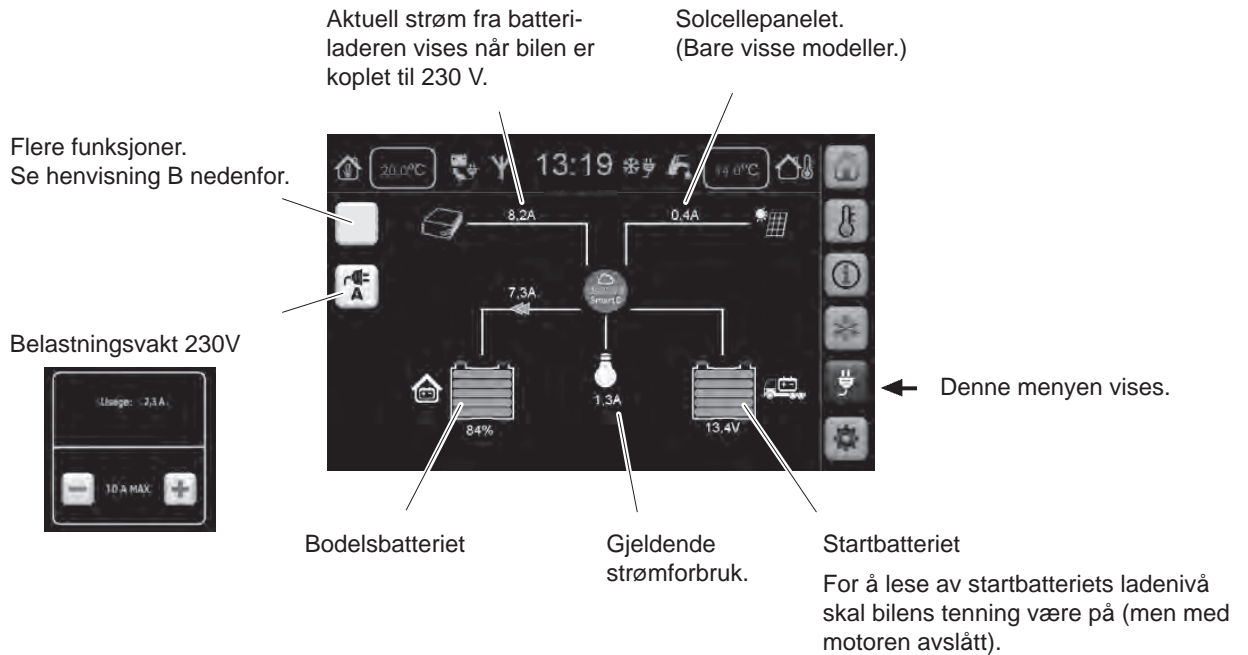 Aktuell strøm fra batteri-
laderen vises når bilen er
koplet til 230 V.
Solcellepanelet.
(Bare visse modeller.)
Flere funksjoner.
Se henvisning B nedenfor.
20.0°C
13:19
8,2A
0,4A
A
7,3A
1,3A
84%
13,4V
Belastningsvakt 230V
Usage: 2,3 A
10 A MAX
Denne menyen vises.
Bodelsbatteriet
Gjeldende
strømforbruk.
Startbatteriet
For å lese av startbatteriets ladenivå
skal bilens tenning være på (men med
motoren avslått).